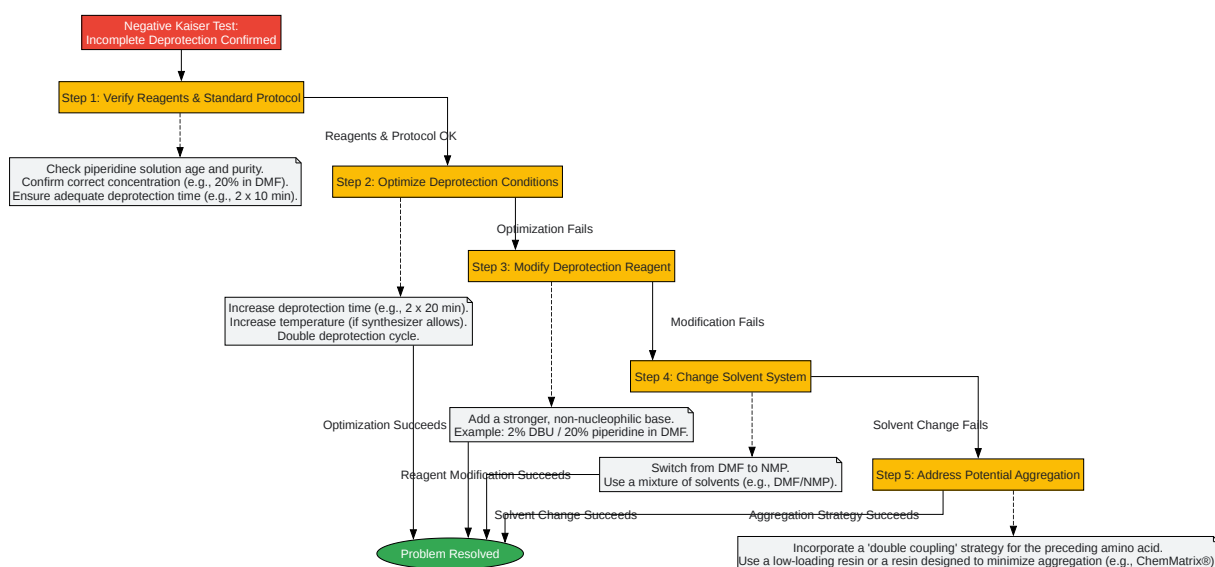 Negative Kaiser Test:
Incomplete Deprotection Confirmed
Step 1: Verify Reagents & Standard Protocol
Reagents & Protocol OK
Check piperidine solution age and purity.
Confirm correct concentration (e.g., 20% in DMF).
Ensure adequate deprotection time (e.g., 2 x 10 min).
Step 2: Optimize Deprotection Conditions
Optimization Fails
Step 3: Modify Deprotection Reagent
Increase deprotection time (e.g., 2 x 20 min).
Increase temperature (if synthesizer allows).
Double deprotection cycle.
Modification Fails
Step 4: Change Solvent System
Optimization Succeeds
Add a stronger, non-nucleophilic base.
Example: 2% DBU / 20% piperidine in DMF.
Solvent Change Fails
Reagent Modification Succeeds
Switch from DMF to NMP.
Use a mixture of solvents (e.g., DMF/NMP).
Step 5: Address Potential Aggregation
Solvent Change Succeeds
Aggregation Strategy Succeeds
Problem Resolved
Incorporate a 'double coupling' strategy for the preceding amino acid.
Use a low-loading resin or a resin designed to minimize aggregation (e.g., ChemMatrix®)